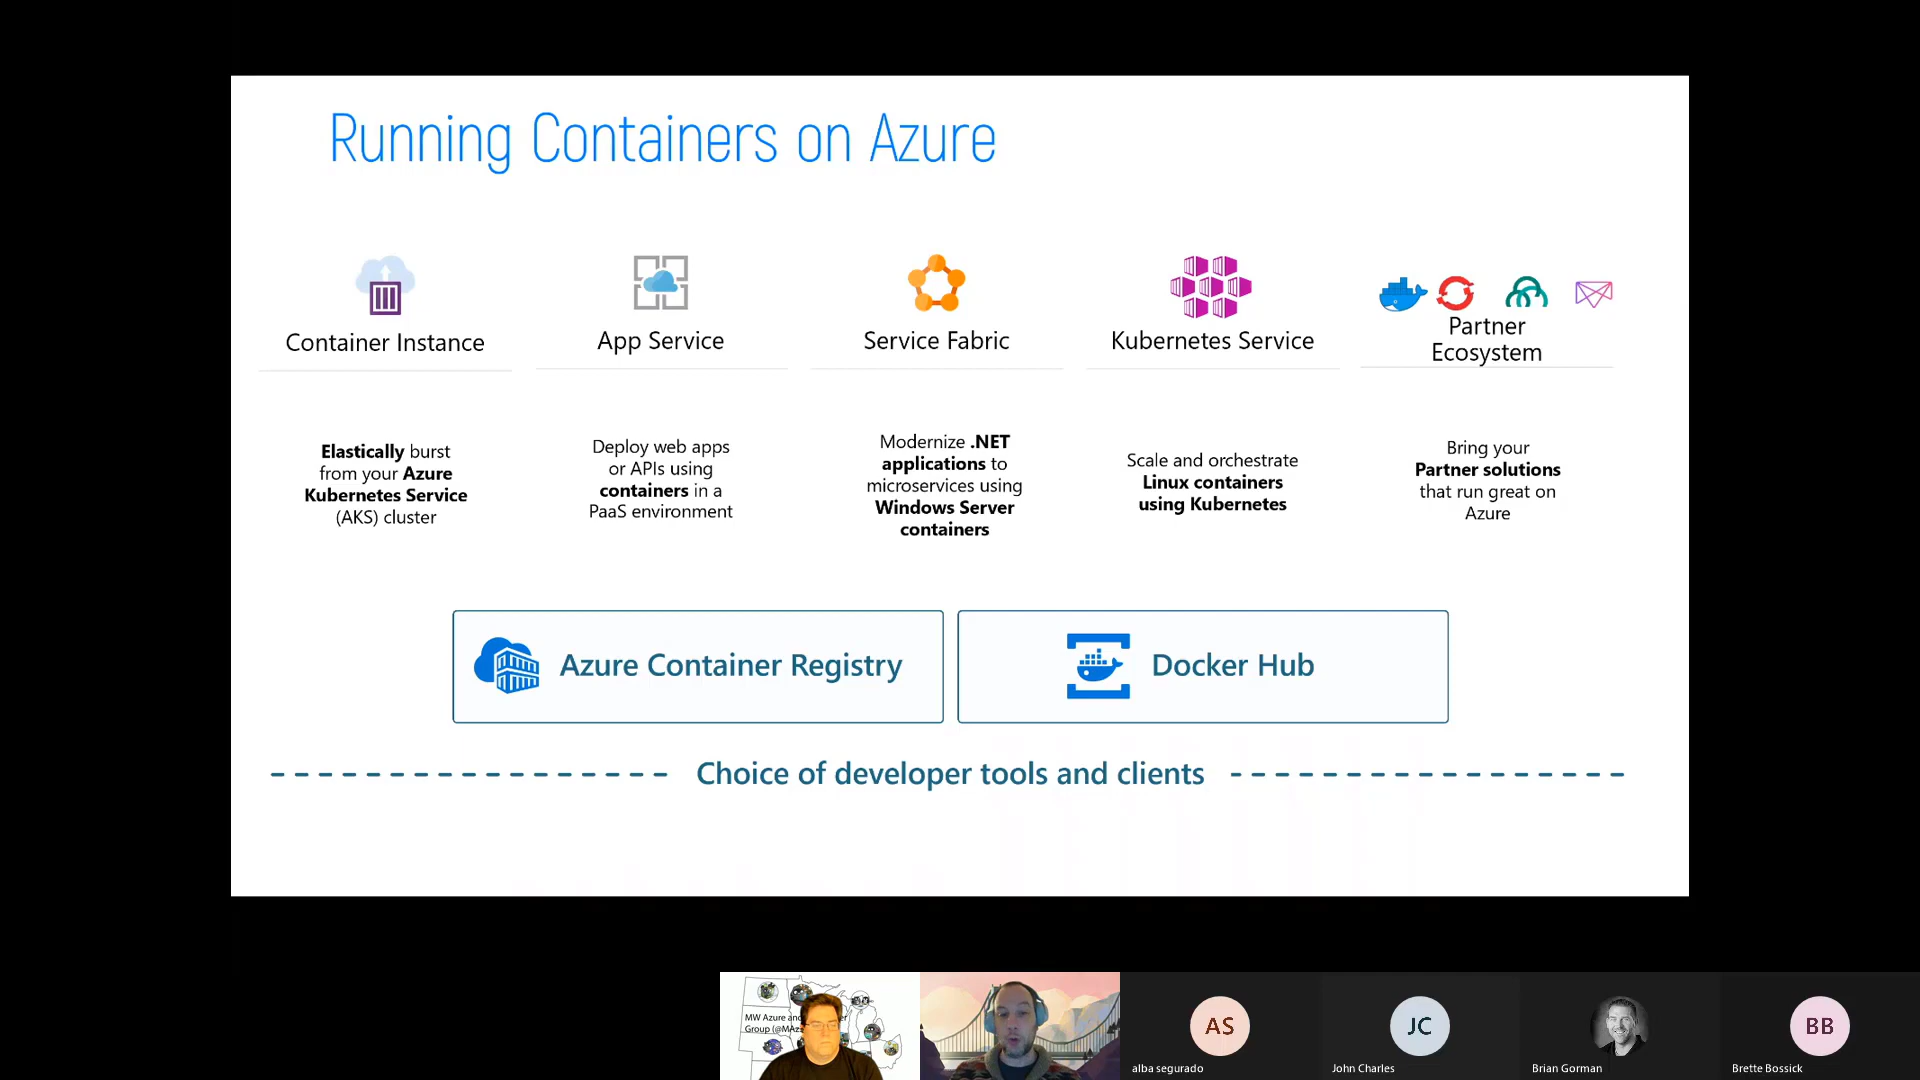 Running Containers on Azure
Container Instance
App Service
Service Fabric
Kubernetes Service
Partner
Ecosystem
Elastically burst
from your Azure
Kubernetes Service
(AKS) cluster
Deploy web apps
or APIs using
containers in a
PaaS environment
Modernize .NET
applications to
microservices using
Windows Server
containers
Scale and orchestrate
Linux containers
using Kubernetes
Bring your
Partner solutions
that run great on
Azure
Azure Container Registry
Docker Hub
Choice of developer tools and clients
MW Azure
Group
AS
JC
BB
alba segurado
John Charles
Brian Gorman
Brette Bossick